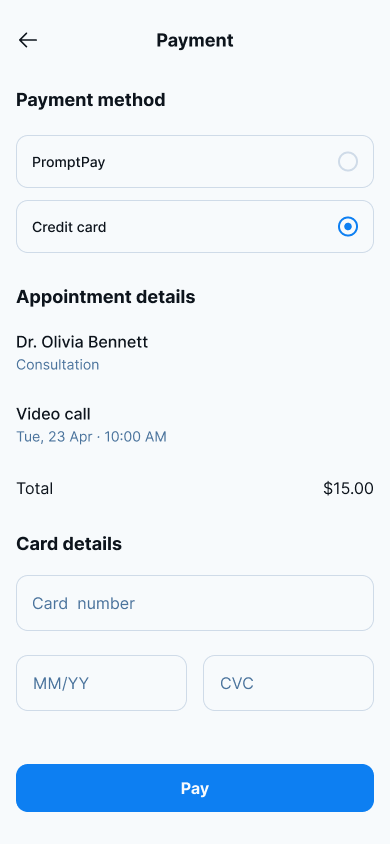 Payment
Payment method
PromptPay
Credit card
Appointment details
Dr. Olivia Bennett
Consultation
Video call
Tue, 23 Apr · 10:00 AM
Total $15.00
Card details
Card number
MM/YY CVC
Pay